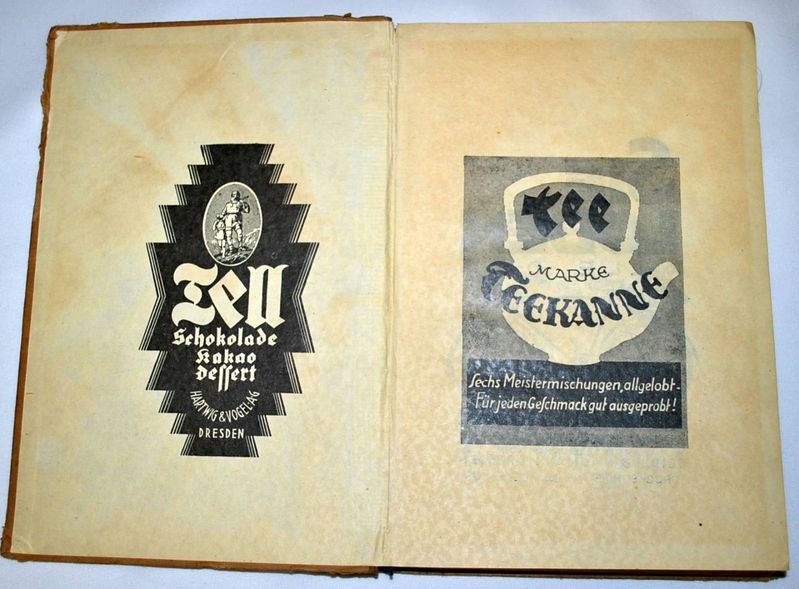 Tell
Schokolade
Kakao
Dessert
HARTWIG & VOGEL AG
DRESDEN
Tee
MARKE
TEEKANNE
Sechs Meistermischungen, allgelobt-
Für jeden Geschmack gut ausgeprobt!